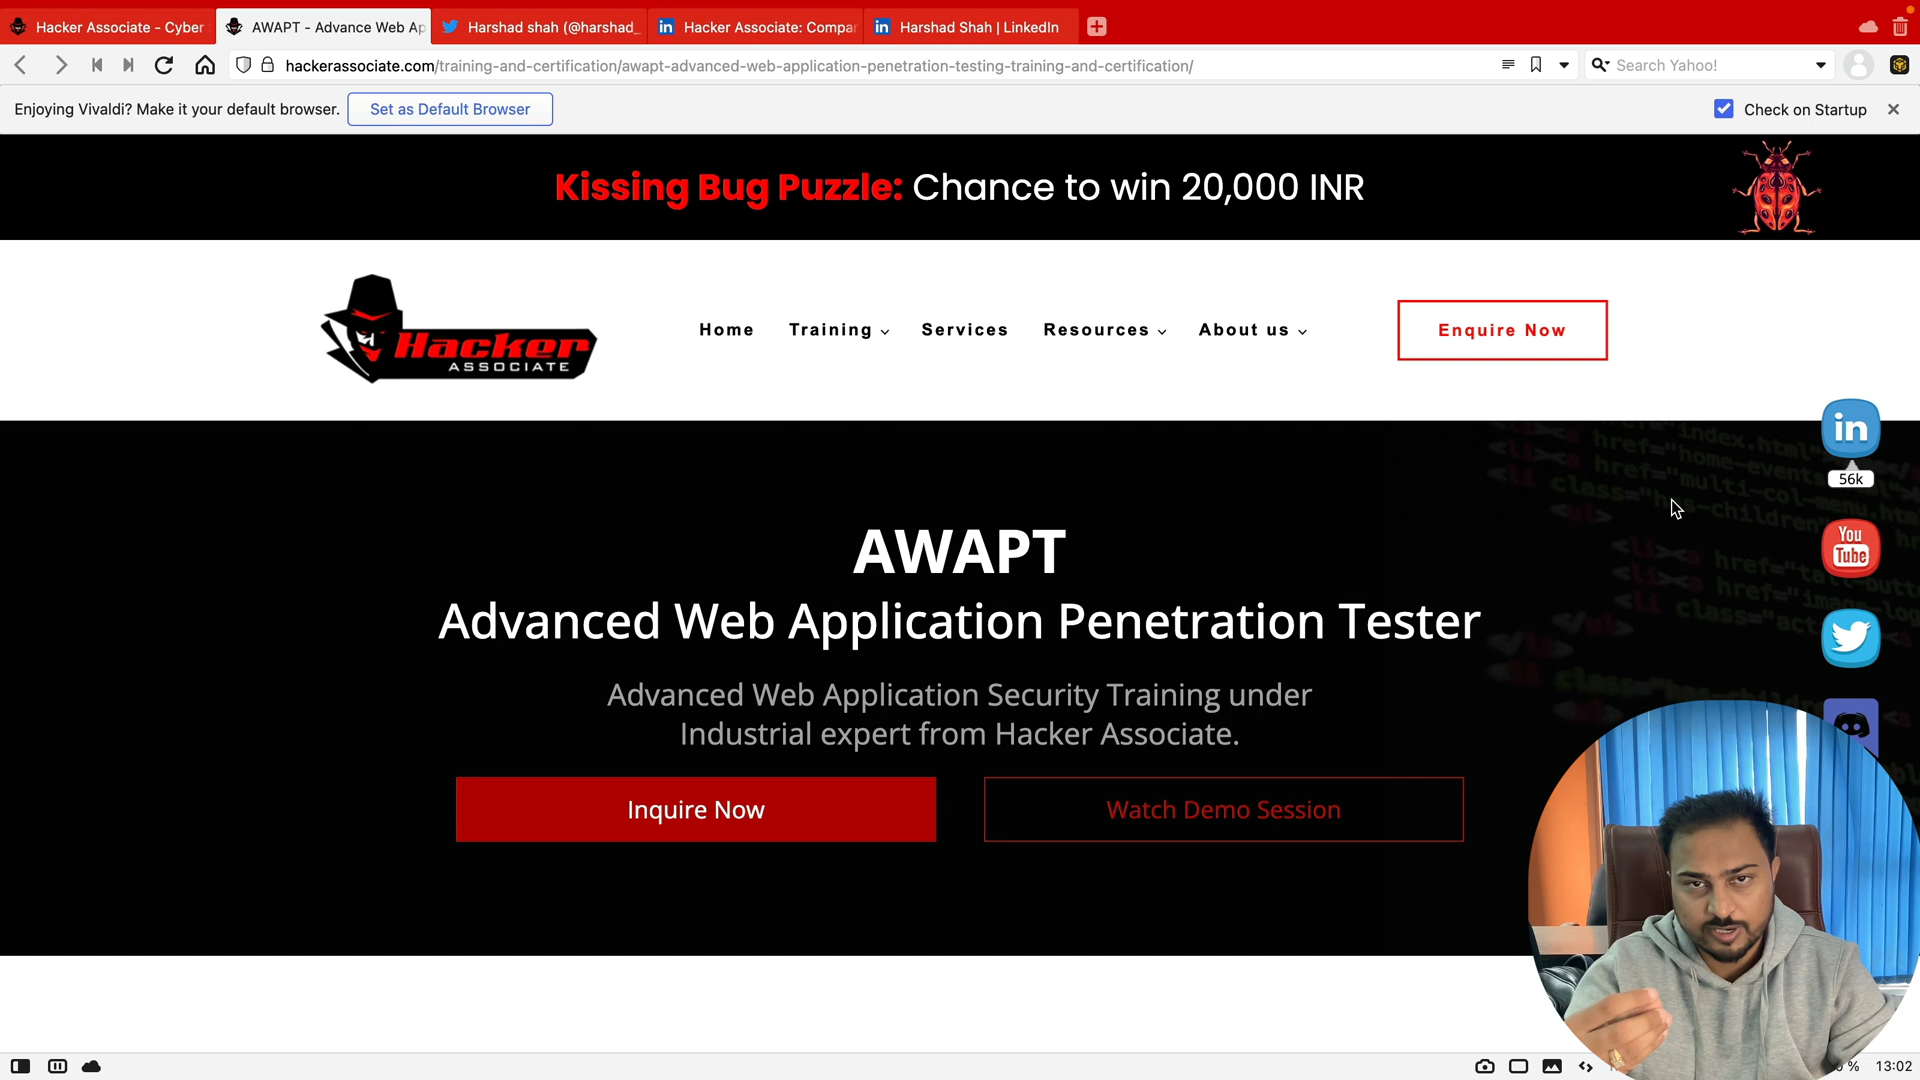 Hacker Associate - Cyber
AWAPT - Advance Web Ap
Harshad shah (@harshad_
Hacker Associate: Compar
Harshad Shah | LinkedIn
hackerassociate.com/training-and-certification/awapt-advanced-web-application-penetration-testing-training-and-certification/
Search Yahoo!
Enjoying Vivaldi? Make it your default browser.
Set as Default Browser
Check on Startup
Kissing Bug Puzzle: Chance to win 20,000 INR
Hacker
ASSOCIATE
Home
Training
Services
Resources
About us
Enquire Now
in
56k
You
Tube
AWAPT
Advanced Web Application Penetration Tester
Advanced Web Application Security Training under
Industrial expert from Hacker Associate.
Inquire Now
Watch Demo Session
%
13:02